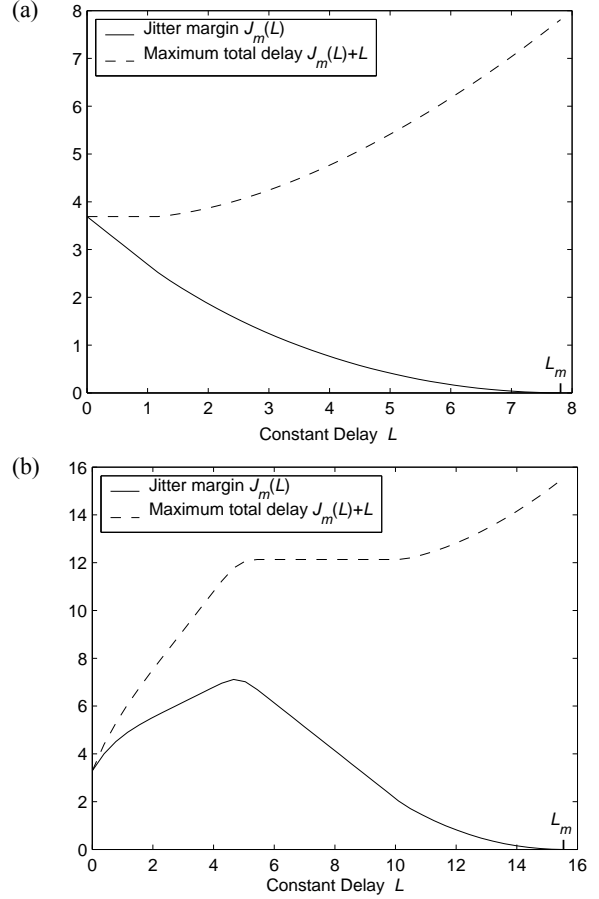 (a)
8
7
6
5
4
3
2
1
0
Jitter margin J_m(L)
Maximum total delay J_m(L)+L
L_m
0 1 2 3 4 5 6 7 8
Constant Delay L
(b)
16
14
12
10
8
6
4
2
0
Jitter margin J_m(L)
Maximum total delay J_m(L)+L
L_m
0 2 4 6 8 10 12 14 16
Constant Delay L